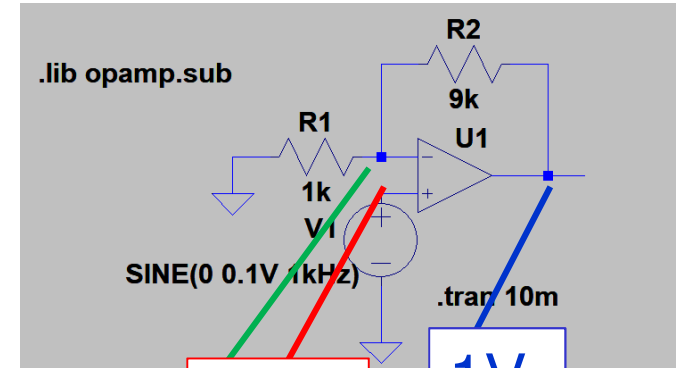 R2
.lib opamp.sub
9k
R1
U1
1k
V1
SINE(0 0.1V 1kHz)
.tran 10m
1V